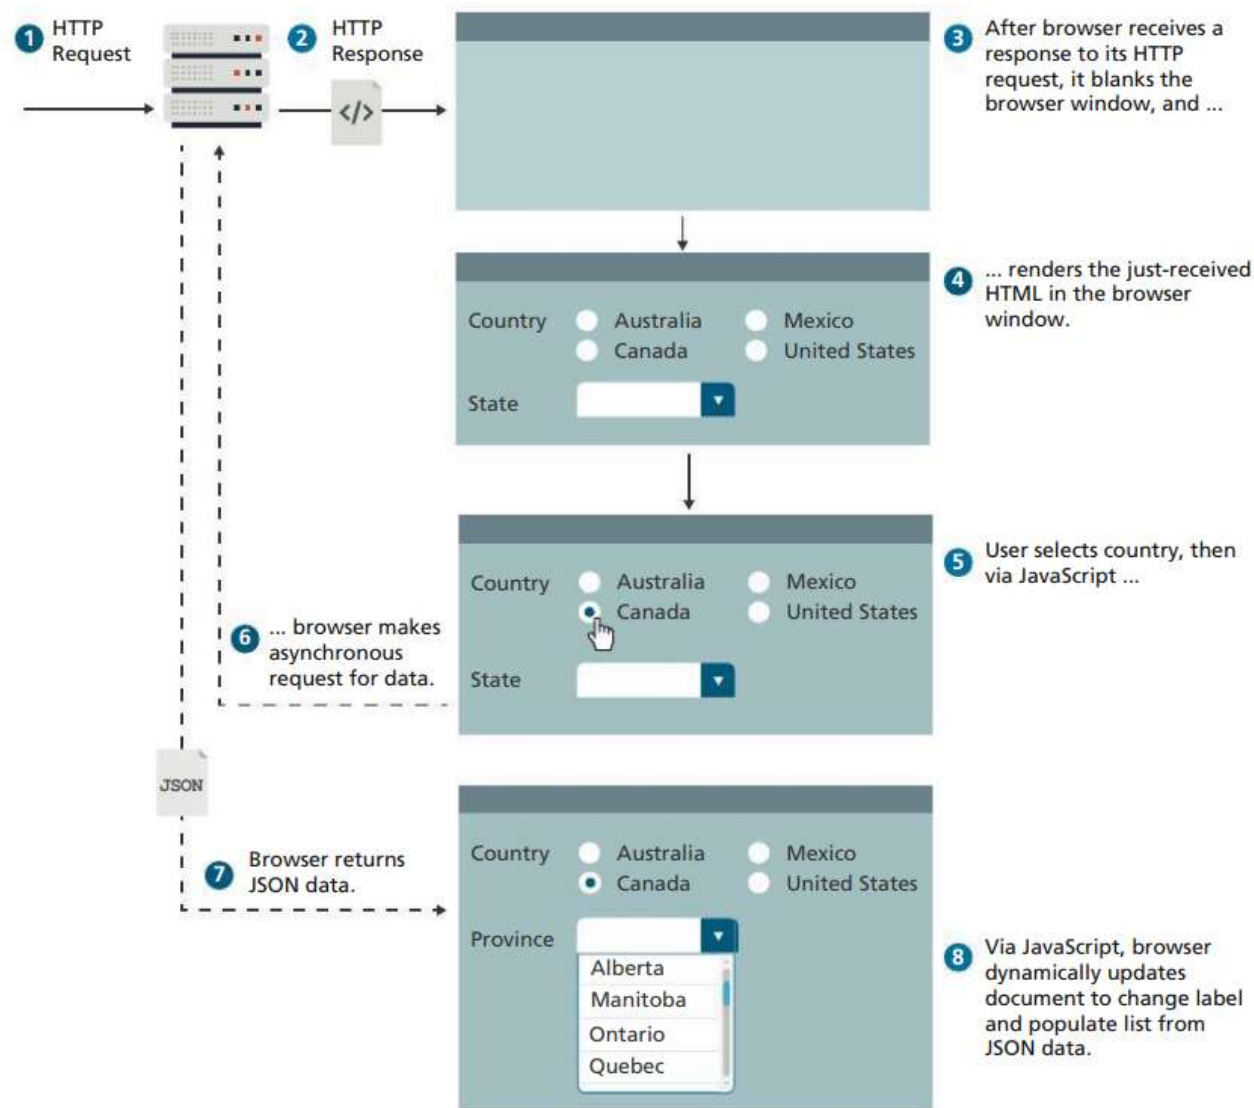 1 HTTP
Request
2 HTTP
Response
</>
3 After browser receives a
response to its HTTP
request, it blanks the
browser window, and ...
4 ... renders the just-received
HTML in the browser
window.
Country Australia Mexico
Canada United States
State
5 User selects country, then
via JavaScript ...
Country Australia Mexico
Canada United States
State
6 ... browser makes
asynchronous
request for data.
JSON
7 Browser returns
JSON data.
Country Australia Mexico
Canada United States
Province
Alberta
Manitoba
Ontario
Quebec
8 Via JavaScript, browser
dynamically updates
document to change label
and populate list from
JSON data.